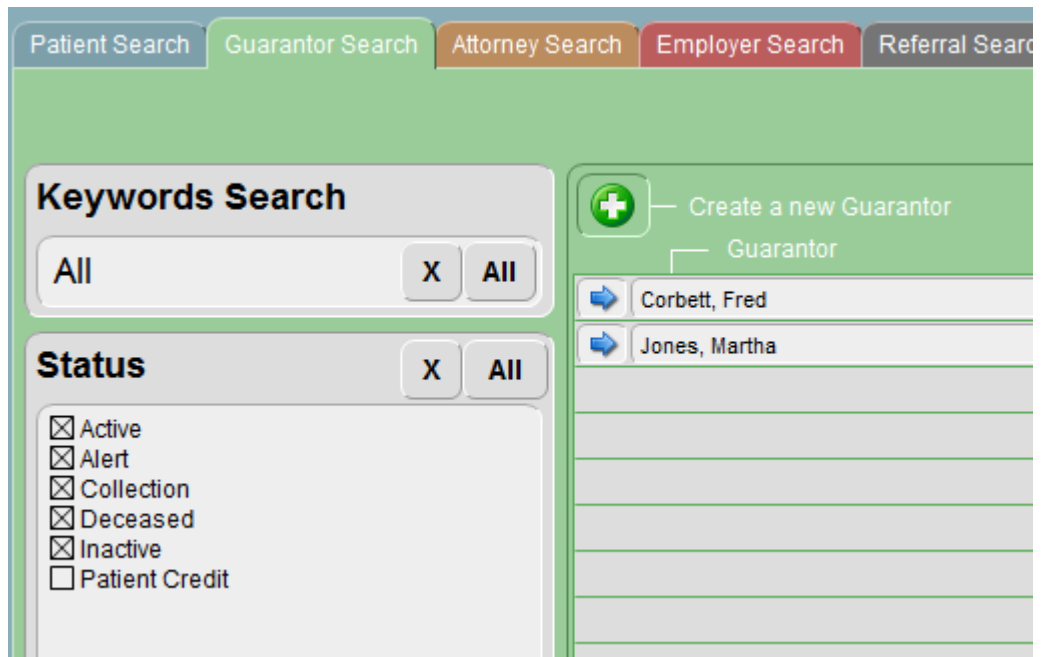 Patient Search Guarantor Search Attorney Search Employer Search Referral
Keywords Search
All X All
Status X All
Active
Alert
Collection
Deceased
Inactive
Patient Credit
Create a new Guarantor
Guarantor
Corbett, Fred
Jones, Martha